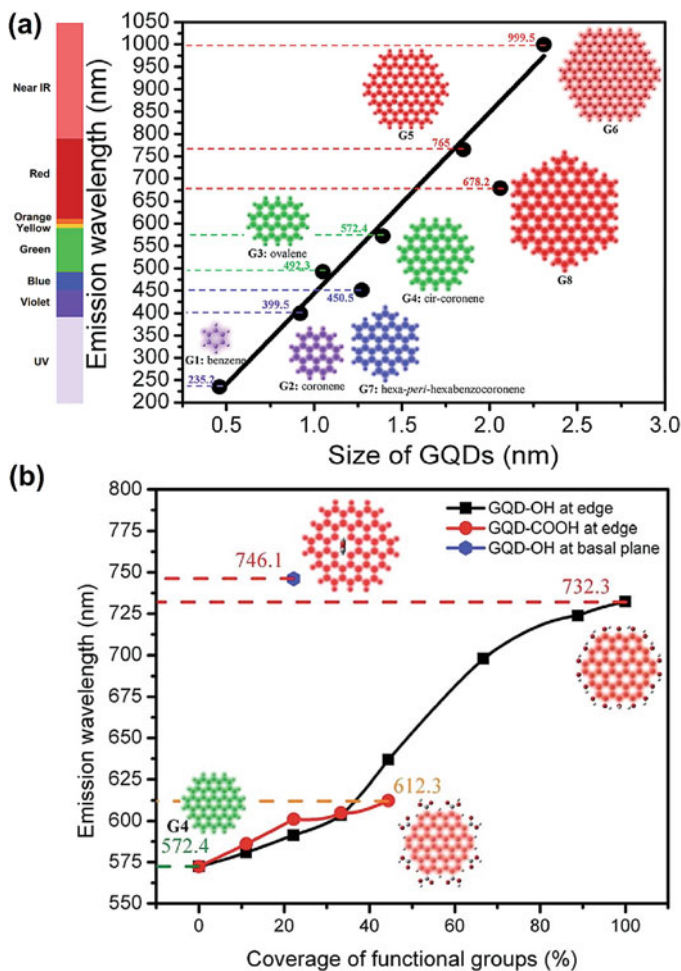 (a)
Near IR
Red
Orange
Yellow
Green
Blue
Violet
UV
Emission wavelength (nm)
1050
1000
950
900
850
800
750
700
650
600
550
500
450
400
350
300
250
200
999.5
765
678.2
572.4
492.3
450.5
399.5
235.2
G5
G6
G3: ovalene
G4: cir-coronene
G8
G1: benzene
G2: coronene
G7: hexa-peri-hexabenzocoronene
0.5
1.0
1.5
2.0
2.5
3.0
Size of GQDs (nm)
(b)
Emission wavelength (nm)
800
775
750
725
700
675
650
625
600
575
550
GQD-OH at edge
GQD-COOH at edge
GQD-OH at basal plane
746.1
732.3
612.3
G4
572.4
0
20
40
60
80
100
Coverage of functional groups (%)